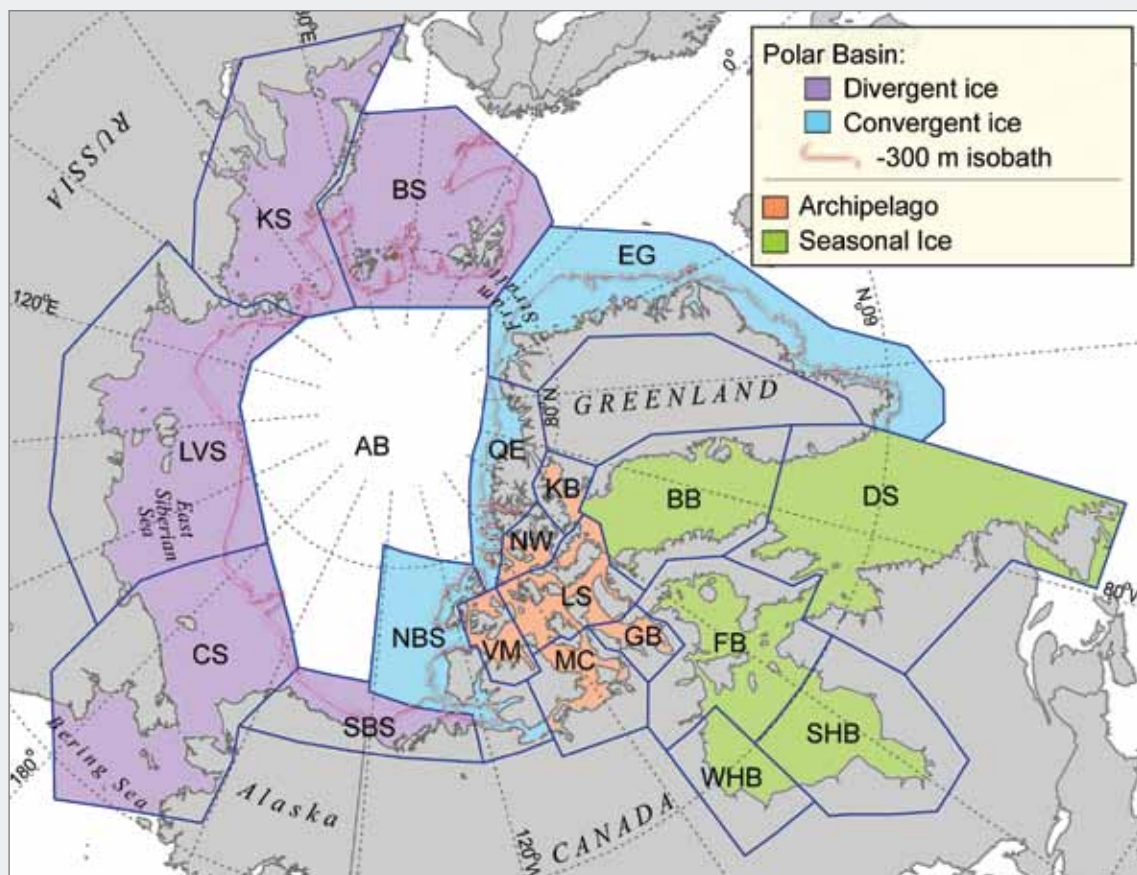 Polar Basin:
Divergent ice
Convergent ice
-300 m isobath
Archipelago
Seasonal Ice
0°
RUSSIA
BS
KS
EG
Fram
Strait
120°E
60°N
GREENLAND
80°N
AB
QE
LVS
KB
BB
DS
East
Siberian
Sea
NW
80°W
LS
NBS
VM
GB
FB
MC
CS
SBS
SHB
WHB
Bering Sea
180°
Alaska
CANADA
120°W